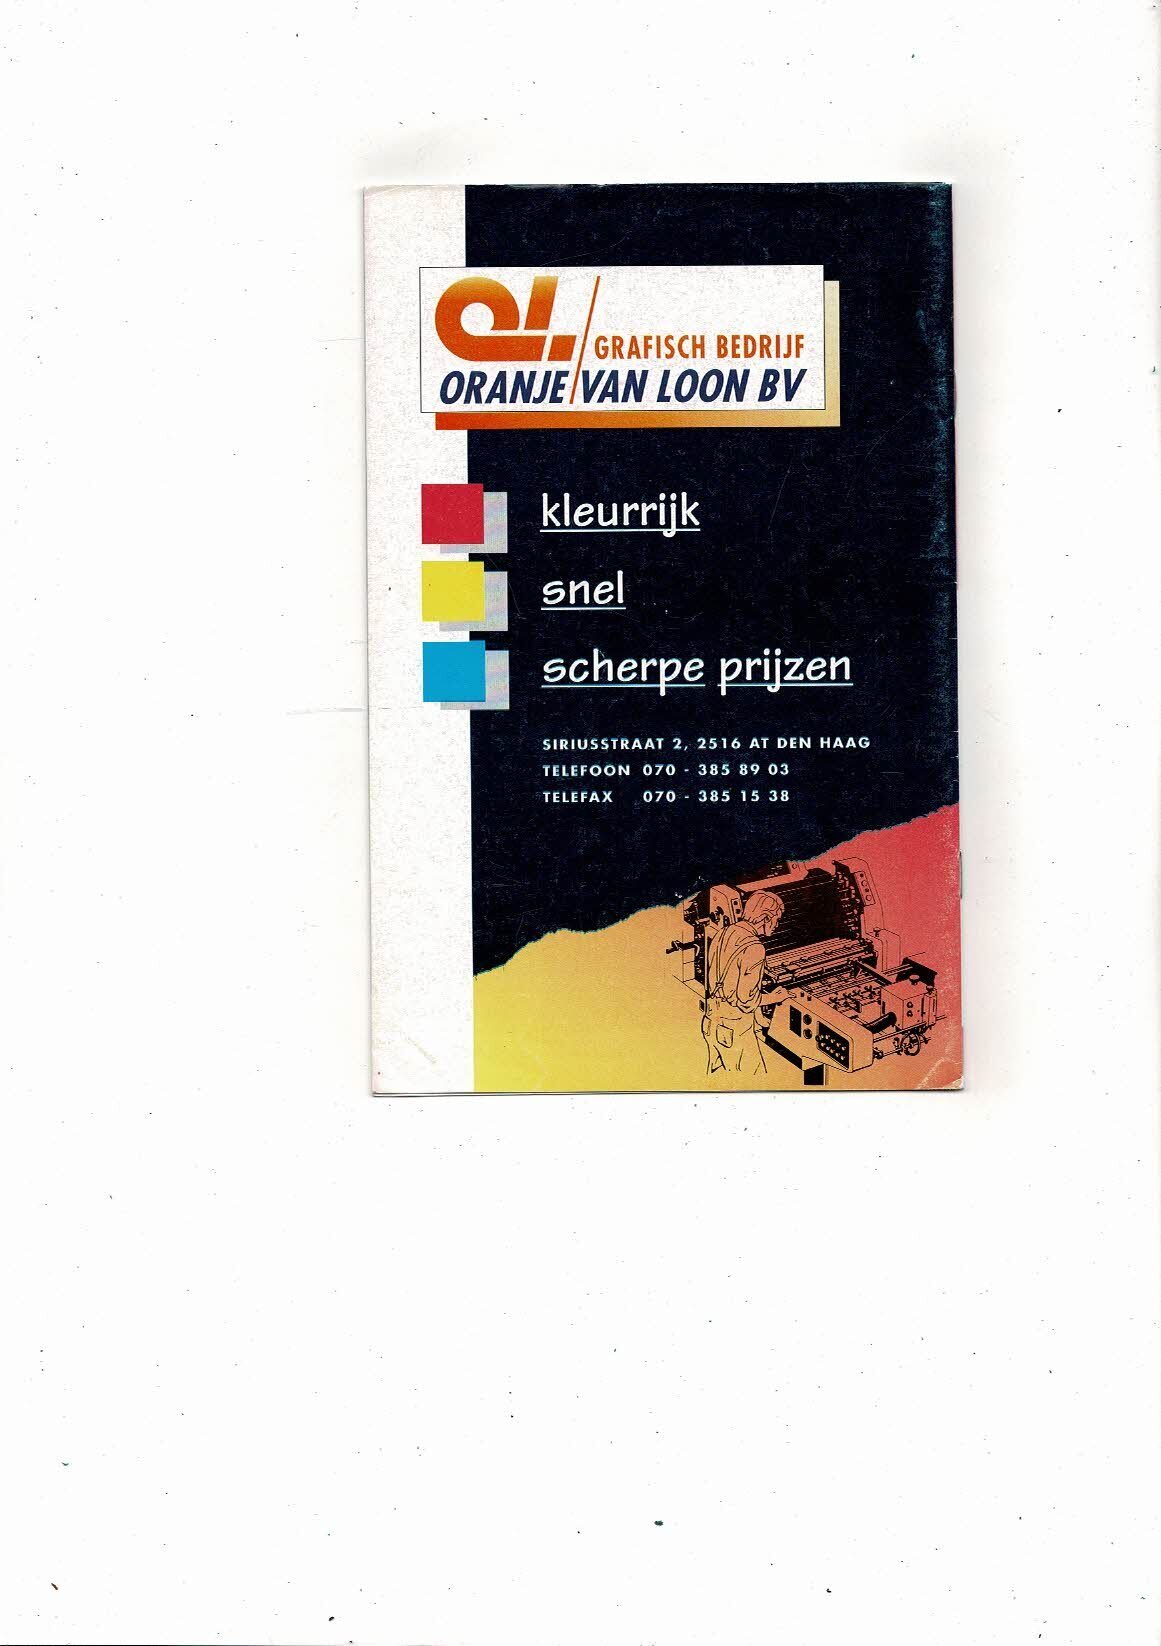 OL
GRAFISCH BEDRIJF
ORANJE/VAN LOON BV
kleurrijk
snel
scherpe prijzen
SIRIUSSTRAAT 2, 2516 AT DEN HAAG
TELEFOON 070 - 385 89 03
TELEFAX 070 - 385 15 38